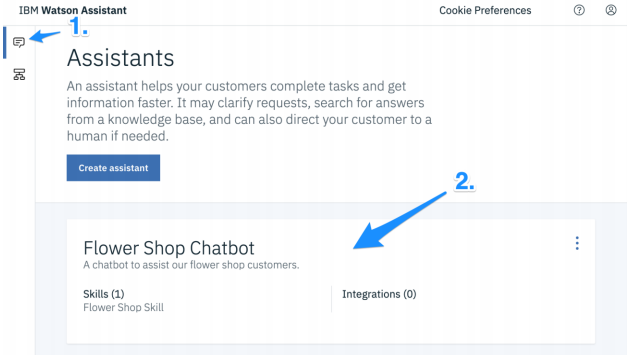 IBM Watson Assistant
Cookie Preferences
1.
Assistants
An assistant helps your customers complete tasks and get
information faster. It may clarify requests, search for answers
from a knowledge base, and can also direct your customer to a
human if needed.
Create assistant
2.
Flower Shop Chatbot
A chatbot to assist our flower shop customers.
Skills (1)
Integrations (0)
Flower Shop Skill